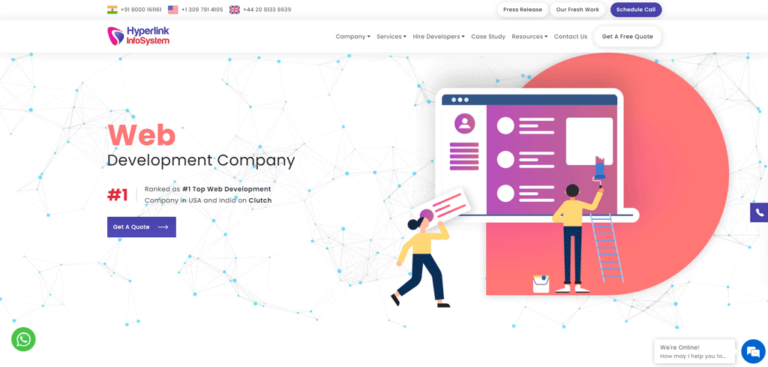 +91 8000 161161 +1 309 791 4105 +44 20 8133 8639 Press Release Our Fresh Work Schedule Call
Hyperlink
InfoSystem
Company Services Hire Developers Case Study Resources Contact Us Get A Free Quote
Web
Development Company
#1 Ranked as #1 Top Web Development
Company in USA and India on Clutch
Get A Quote
We're Online!
How may I help you to...